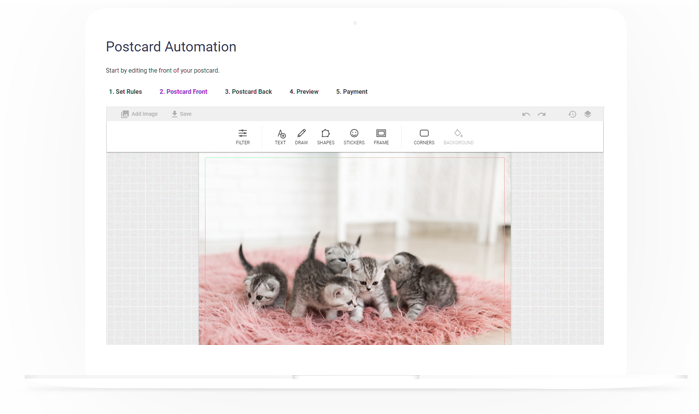 Postcard Automation
Start by editing the front of your postcard.
1. Set Rules 2. Postcard Front 3. Postcard Back 4. Preview 5. Payment
Add Image Save
FILTER TEXT DRAW SHAPES STICKERS FRAME CORNERS BACKGROUND